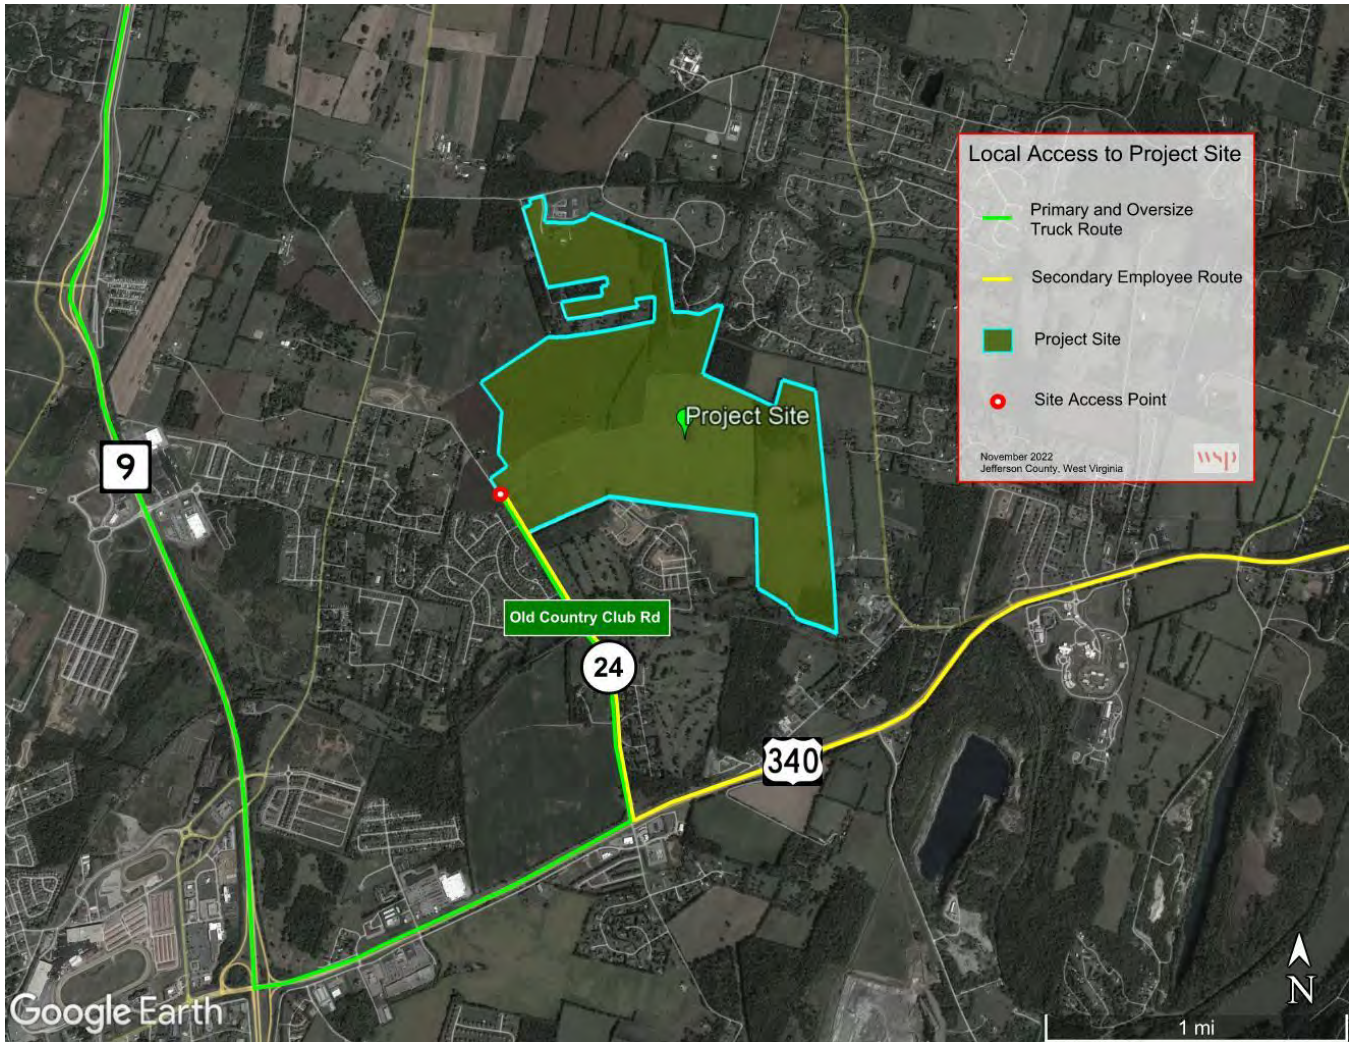 Local Access to Project Site
Primary and Oversize
Truck Route
Secondary Employee Route
Project Site
Site Access Point
November 2022
Jefferson County, West Virginia
wsp
Project Site
9
Old Country Club Rd
24
340
N
Google Earth
1 mi